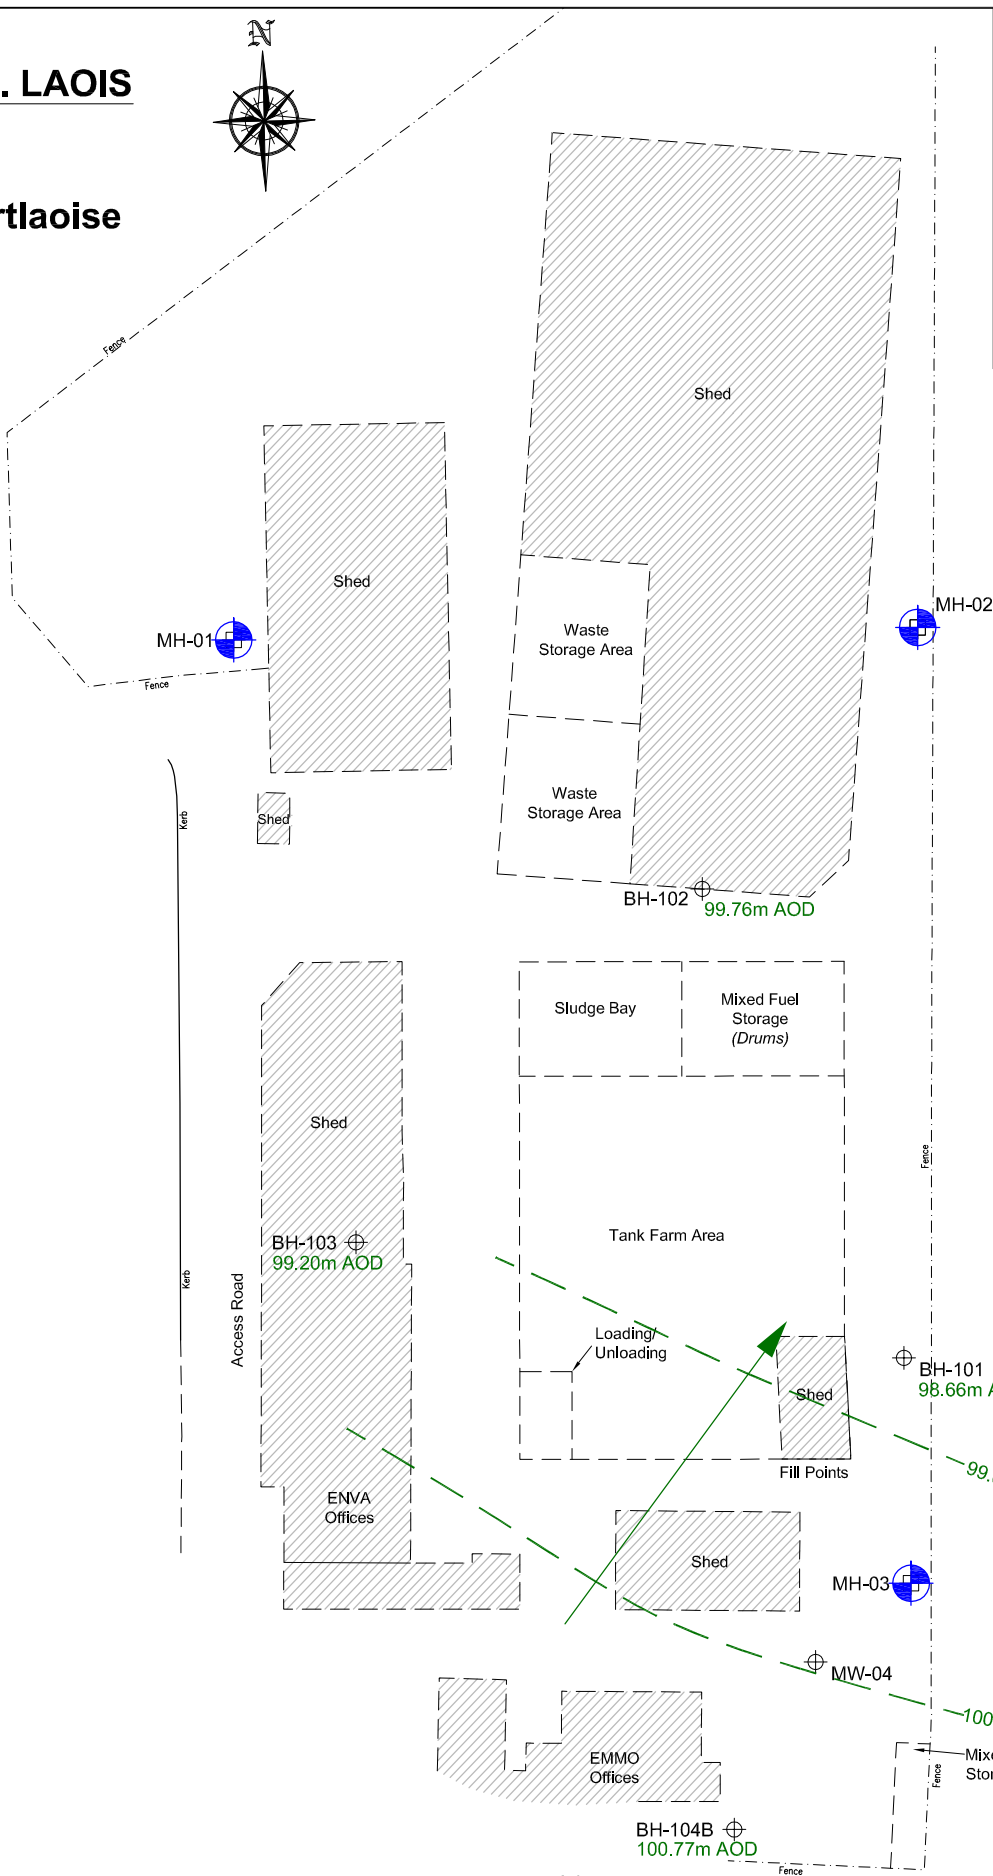 N
. LAOIS
rtlaoise
Fence
Shed
Shed
MH-01
MH-02
Waste
Storage Area
Fence
Waste
Storage Area
Kerb
Shed
BH-102
99.76m AOD
Sludge Bay
Mixed Fuel
Storage
(Drums)
Shed
Fence
Tank Farm Area
BH-103
99.20m AOD
Kerb
Access Road
Loading/
Unloading
BH-101
98.66m A
Shed
99.
Fill Points
ENVA
Offices
Shed
MH-03
MW-04
100
EMMO
Offices
Mixe
Stor
Fence
BH-104B
100.77m AOD
Fence